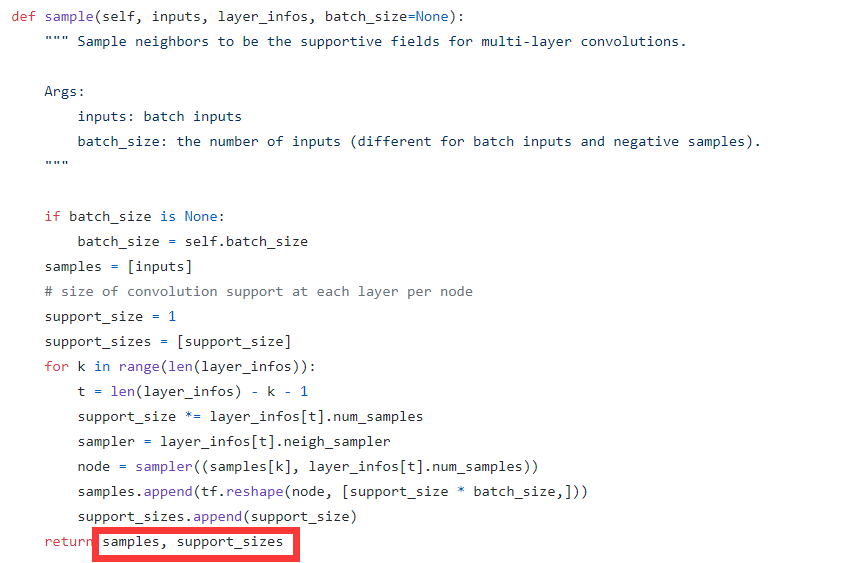 def sample(self, inputs, layer_infos, batch_size=None):
""" Sample neighbors to be the supportive fields for multi-layer convolutions.
Args:
inputs: batch inputs
batch_size: the number of inputs (different for batch inputs and negative samples).
"""
if batch_size is None:
batch_size = self.batch_size
samples = [inputs]
# size of convolution support at each layer per node
support_size = 1
support_sizes = [support_size]
for k in range(len(layer_infos)):
t = len(layer_infos) - k - 1
support_size *= layer_infos[t].num_samples
sampler = layer_infos[t].neigh_sampler
node = sampler((samples[k], layer_infos[t].num_samples))
samples.append(tf.reshape(node, [support_size * batch_size,]))
support_sizes.append(support_size)
return samples, support_sizes